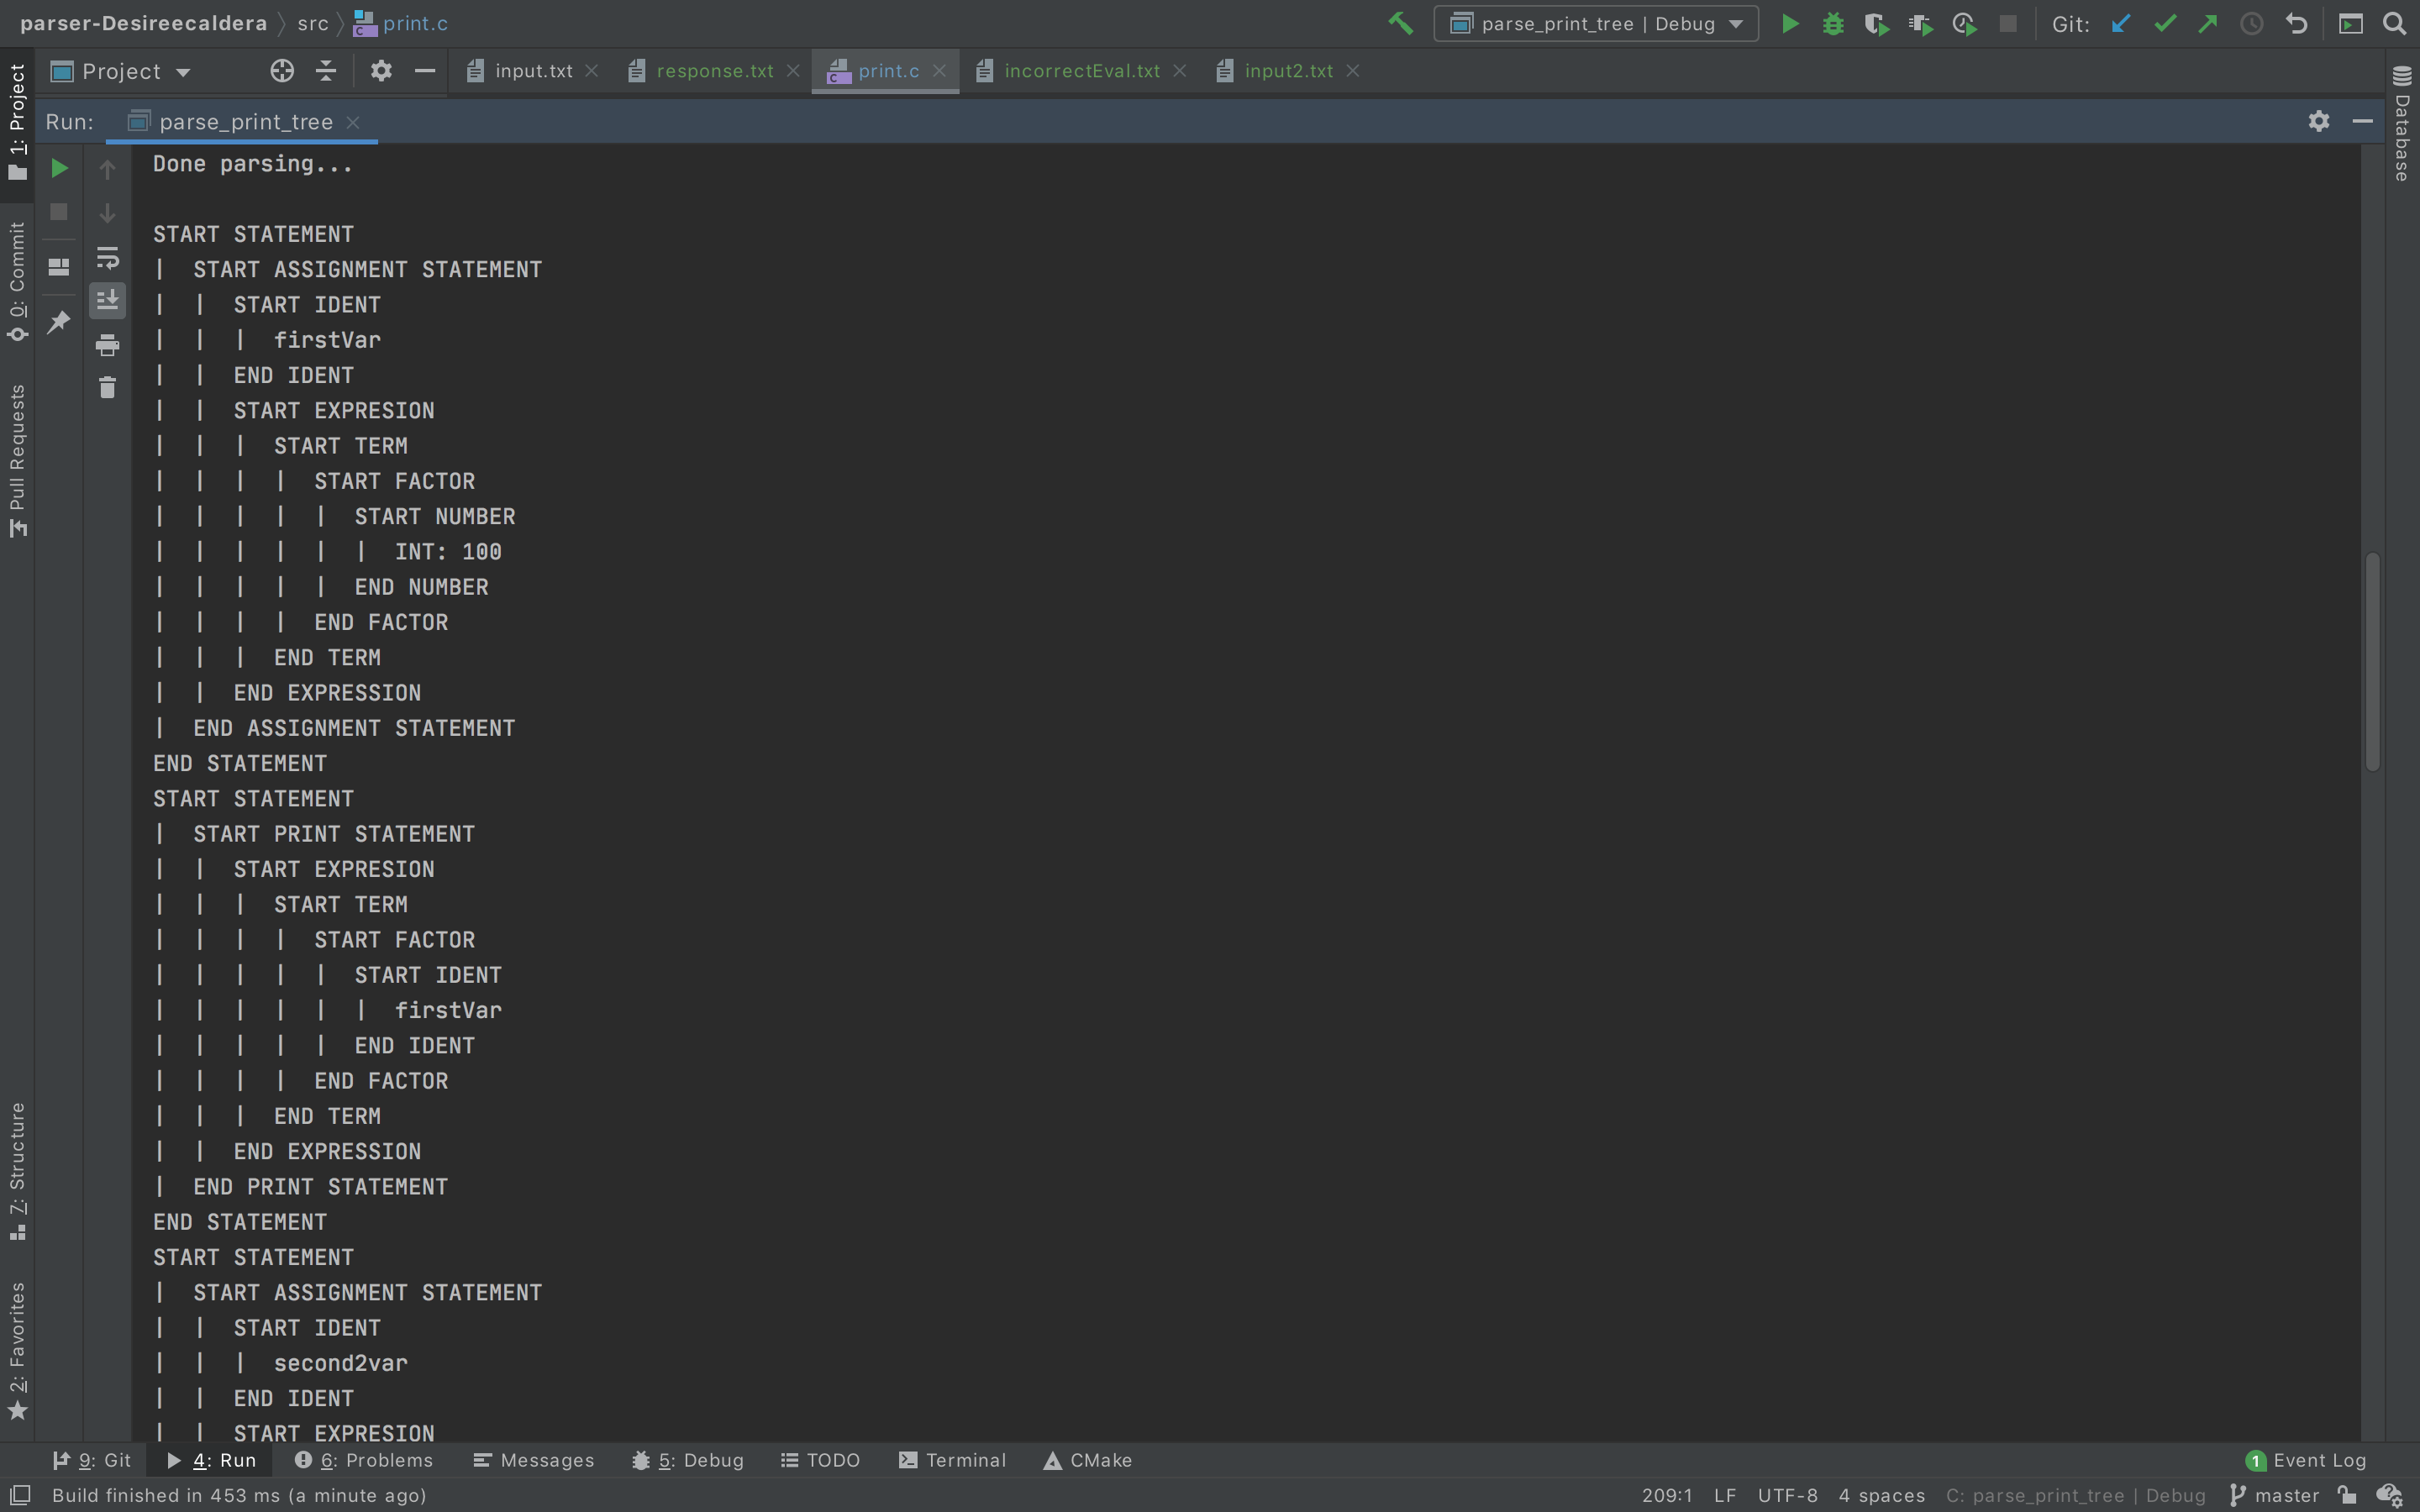 parser-Desireecaldera 〉 src 〉 print.c
parse_print_tree | Debug
Git:
Project
input.txt
response.txt
print.c
incorrectEval.txt
input2.txt
Run:
parse_print_tree
1: Project
0: Commit
Pull Requests
7: Structure
2: Favorites
Database
Done parsing...
START STATEMENT
|  START ASSIGNMENT STATEMENT
|  |  START IDENT
|  |  |  firstVar
|  |  END IDENT
|  |  START EXPRESION
|  |  |  START TERM
|  |  |  |  START FACTOR
|  |  |  |  |  START NUMBER
|  |  |  |  |  |  INT: 100
|  |  |  |  |  END NUMBER
|  |  |  |  END FACTOR
|  |  |  END TERM
|  |  END EXPRESSION
|  END ASSIGNMENT STATEMENT
END STATEMENT
START STATEMENT
|  START PRINT STATEMENT
|  |  START EXPRESION
|  |  |  START TERM
|  |  |  |  START FACTOR
|  |  |  |  |  START IDENT
|  |  |  |  |  |  firstVar
|  |  |  |  |  END IDENT
|  |  |  |  END FACTOR
|  |  |  END TERM
|  |  END EXPRESSION
|  END PRINT STATEMENT
END STATEMENT
START STATEMENT
|  START ASSIGNMENT STATEMENT
|  |  START IDENT
|  |  |  second2var
|  |  END IDENT
|  |  START EXPRESION
9: Git
4: Run
6: Problems
Messages
5: Debug
TODO
Terminal
CMake
1 Event Log
Build finished in 453 ms (a minute ago)
209:1 LF UTF-8 4 spaces C: parse_print_tree | Debug master